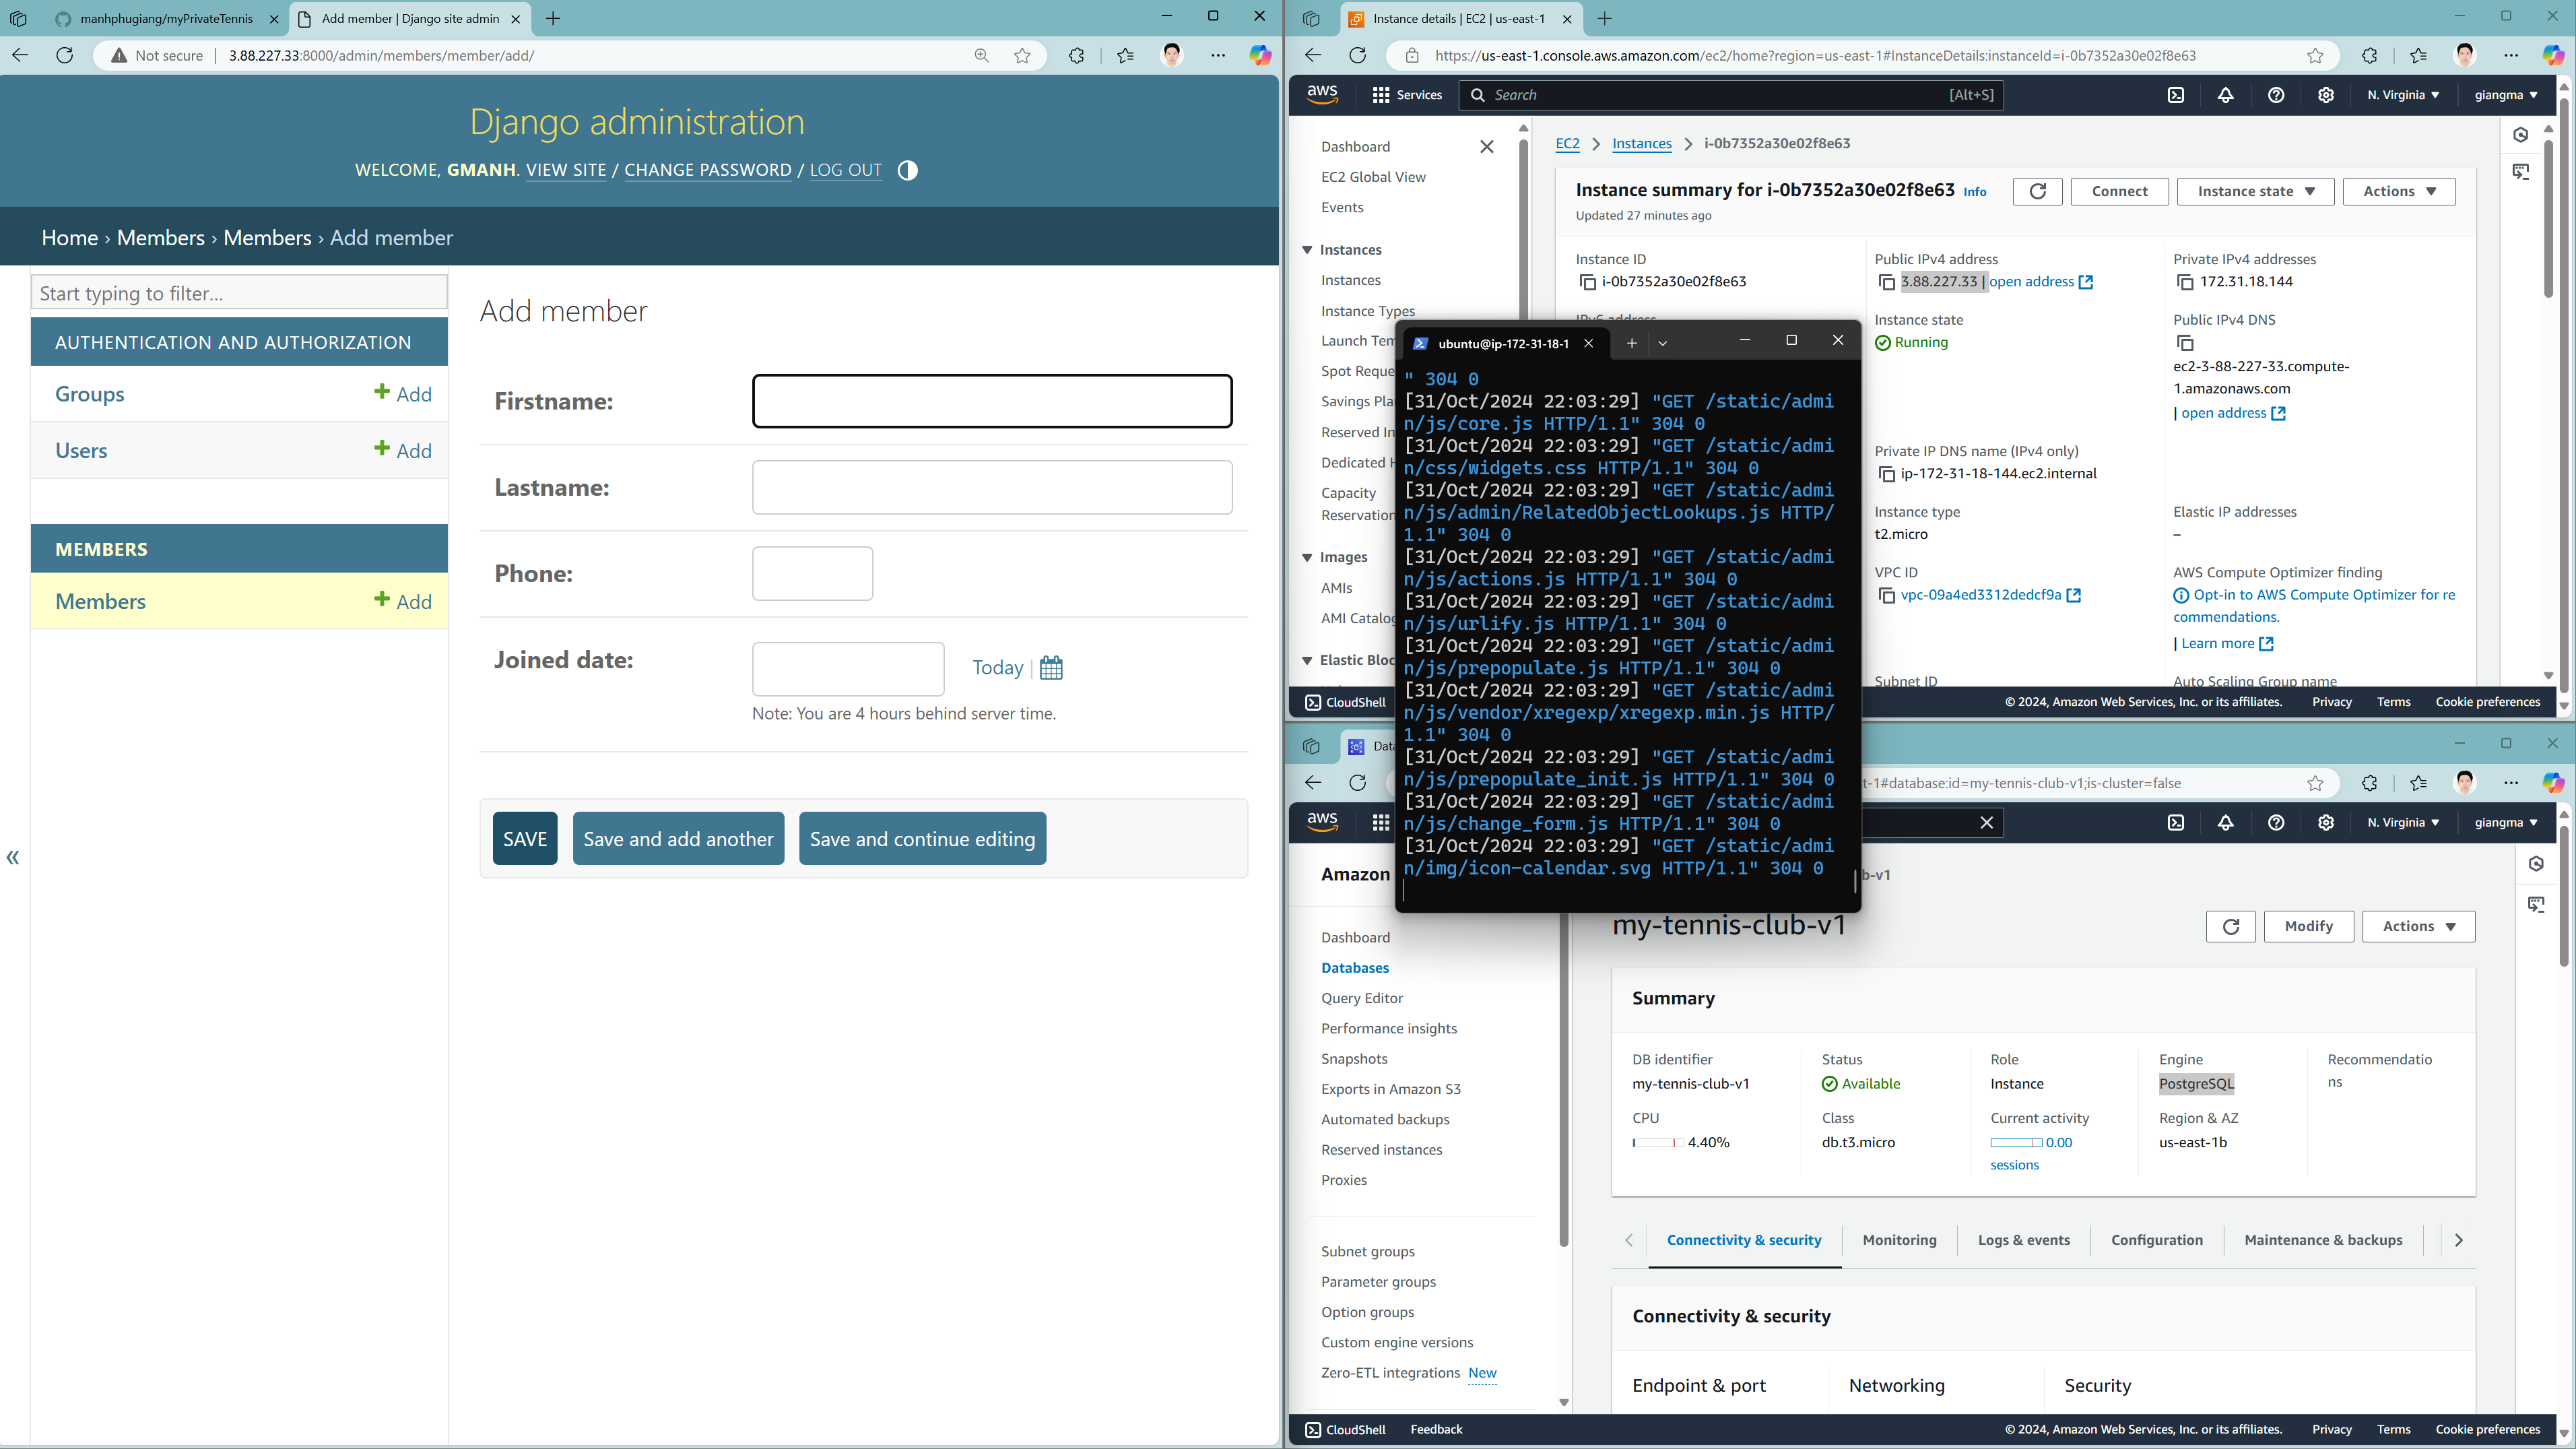 manhphugiang/myPrivateTennis
Add member | Django site admin
Not secure
3.88.227.33:8000/admin/members/member/add/
Django administration
WELCOME, GMANH. VIEW SITE / CHANGE PASSWORD / LOG OUT
Home › Members › Members › Add member
Start typing to filter...
AUTHENTICATION AND AUTHORIZATION
Groups
Add
Users
Add
MEMBERS
Members
Add
«
Add member
Firstname:
Lastname:
Phone:
Joined date:
Today |
Note: You are 4 hours behind server time.
SAVE
Save and add another
Save and continue editing
Instance details | EC2 | us-east-1
https://us-east-1.console.aws.amazon.com/ec2/home?region=us-east-1#InstanceDetails:instanceId=i-0b7352a30e02f8e63
aws
Services
Search
[Alt+S]
N. Virginia
giangma
Dashboard
EC2 Global View
Events
Instances
Instances
Instance Types
Launch Tem
Spot Reque
Savings Pla
Reserved In
Dedicated H
Capacity
Reservation
Images
AMIs
AMI Catalog
Elastic Bloc
EC2 > Instances > i-0b7352a30e02f8e63
Instance summary for i-0b7352a30e02f8e63 Info
Updated 27 minutes ago
Connect
Instance state
Actions
Instance ID
i-0b7352a30e02f8e63
IPv6 address
Public IPv4 address
3.88.227.33 | open address
Instance state
Running
Private IPv4 addresses
172.31.18.144
Public IPv4 DNS
ec2-3-88-227-33.compute-
1.amazonaws.com
| open address
Private IP DNS name (IPv4 only)
ip-172-31-18-144.ec2.internal
Instance type
t2.micro
Elastic IP addresses
–
VPC ID
vpc-09a4ed3312dedcf9a
AWS Compute Optimizer finding
Opt-in to AWS Compute Optimizer for re
commendations.
| Learn more
Subnet ID
Auto Scaling Group name
CloudShell
© 2024, Amazon Web Services, Inc. or its affiliates.
Privacy
Terms
Cookie preferences
ubuntu@ip-172-31-18-1
" 304 0
[31/Oct/2024 22:03:29] "GET /static/admi
n/js/core.js HTTP/1.1" 304 0
[31/Oct/2024 22:03:29] "GET /static/admi
n/css/widgets.css HTTP/1.1" 304 0
[31/Oct/2024 22:03:29] "GET /static/admi
n/js/admin/RelatedObjectLookups.js HTTP/
1.1" 304 0
[31/Oct/2024 22:03:29] "GET /static/admi
n/js/actions.js HTTP/1.1" 304 0
[31/Oct/2024 22:03:29] "GET /static/admi
n/js/urlify.js HTTP/1.1" 304 0
[31/Oct/2024 22:03:29] "GET /static/admi
n/js/prepopulate.js HTTP/1.1" 304 0
[31/Oct/2024 22:03:29] "GET /static/admi
n/js/vendor/xregexp/xregexp.min.js HTTP/
1.1" 304 0
[31/Oct/2024 22:03:29] "GET /static/admi
n/js/prepopulate_init.js HTTP/1.1" 304 0
[31/Oct/2024 22:03:29] "GET /static/admi
n/js/change_form.js HTTP/1.1" 304 0
[31/Oct/2024 22:03:29] "GET /static/admi
n/img/icon-calendar.svg HTTP/1.1" 304 0
Data
t-1#database:id=my-tennis-club-v1;is-cluster=false
aws
N. Virginia
giangma
Amazon
Dashboard
Databases
Query Editor
Performance insights
Snapshots
Exports in Amazon S3
Automated backups
Reserved instances
Proxies
Subnet groups
Parameter groups
Option groups
Custom engine versions
Zero-ETL integrations New
b-v1
my-tennis-club-v1
Modify
Actions
Summary
DB identifier
my-tennis-club-v1
Status
Available
Role
Instance
Engine
PostgreSQL
Recommendatio
ns
CPU
4.40%
Class
db.t3.micro
Current activity
0.00
sessions
Region & AZ
us-east-1b
Connectivity & security
Monitoring
Logs & events
Configuration
Maintenance & backups
Connectivity & security
Endpoint & port
Networking
Security
CloudShell
Feedback
© 2024, Amazon Web Services, Inc. or its affiliates.
Privacy
Terms
Cookie preferences